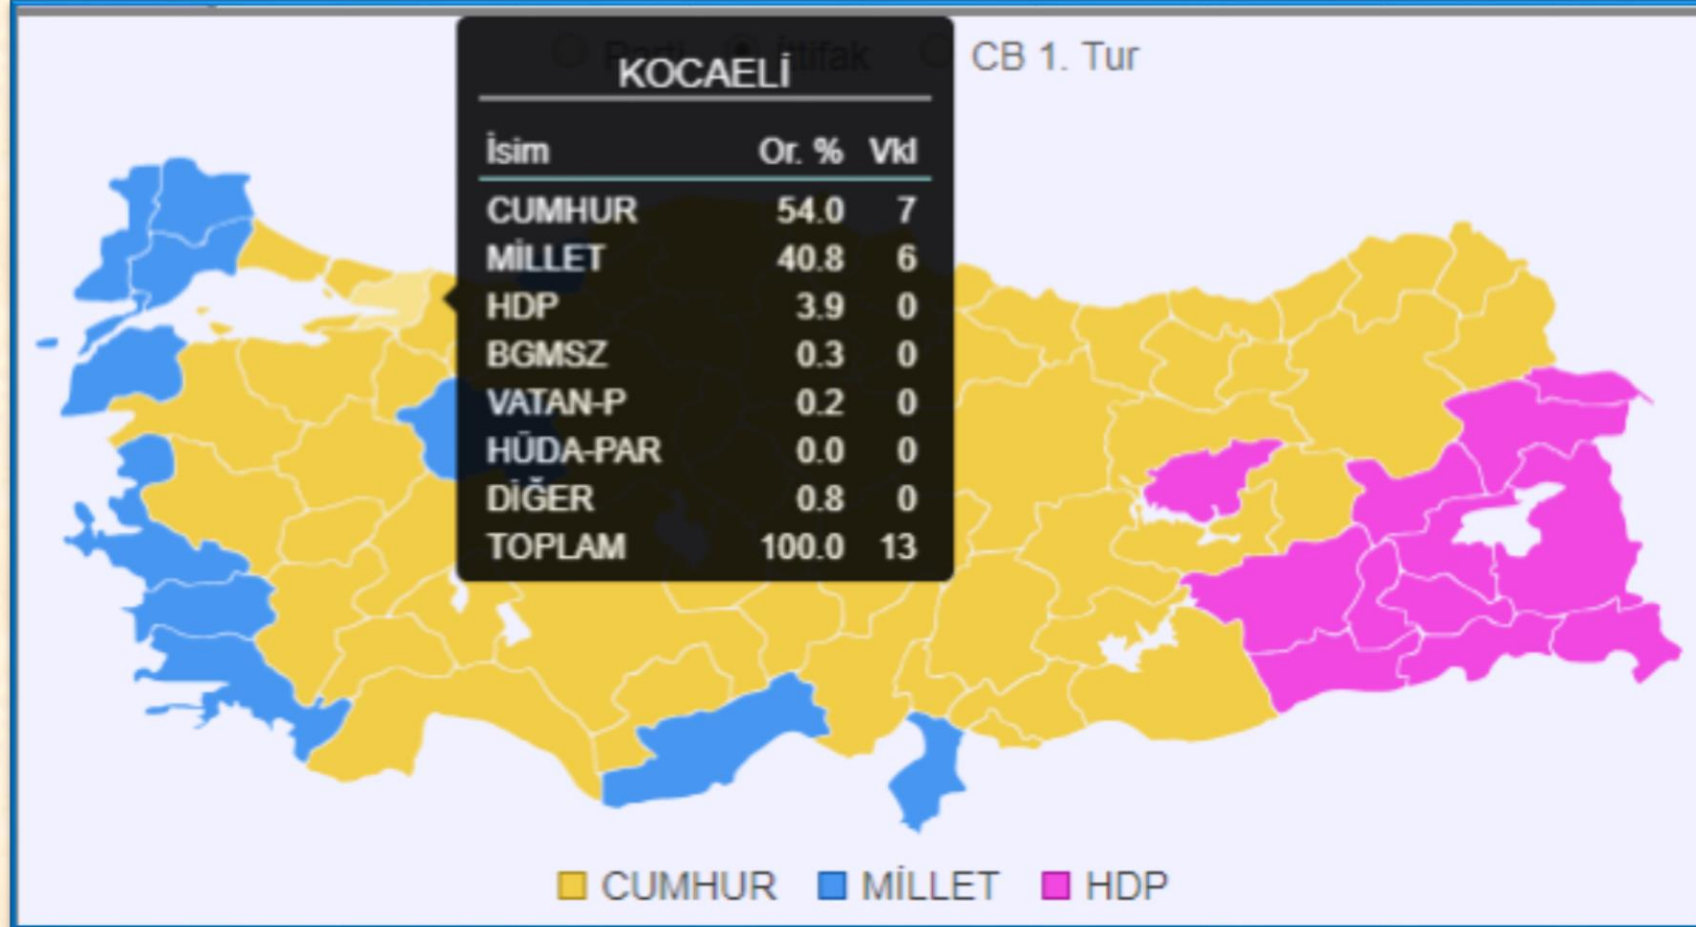 Parti İttifak CB 1. Tur
KOCAELİ
İsim Or. % Vkl
CUMHUR 54.0 7
MİLLET 40.8 6
HDP 3.9 0
BGMSZ 0.3 0
VATAN-P 0.2 0
HÜDA-PAR 0.0 0
DİĞER 0.8 0
TOPLAM 100.0 13
CUMHUR MİLLET HDP